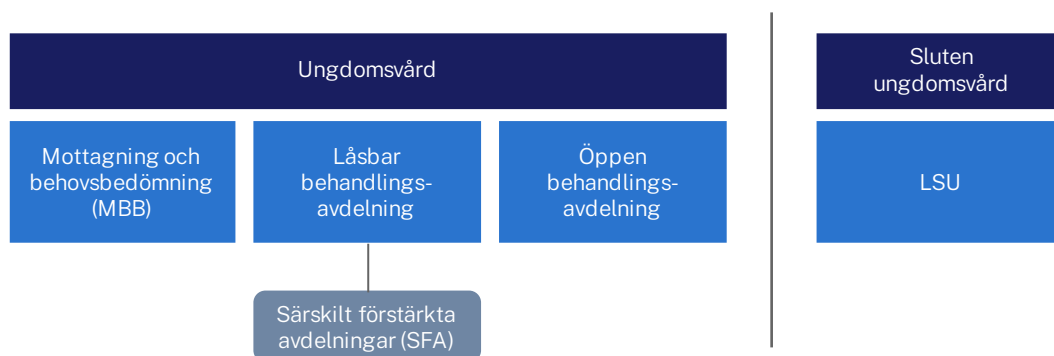 Ungdomsvård
Sluten
ungdomsvård
Mottagning och
behovsbedömning
(MBB)
Låsbar
behandlings-
avdelning
Öppen
behandlings-
avdelning
LSU
Särskilt förstärkta
avdelningar (SFA)